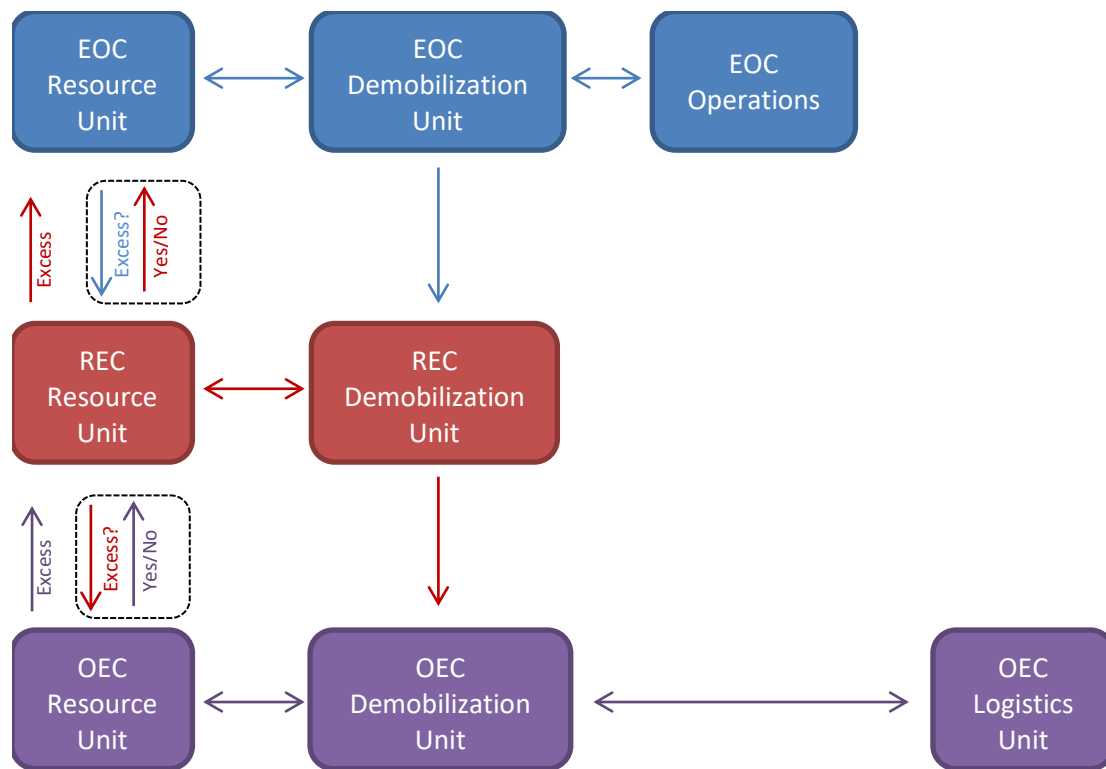 EOC
Resource
Unit
EOC
Demobilization
Unit
EOC
Operations
Excess
Excess?
Yes/No
REC
Resource
Unit
REC
Demobilization
Unit
Excess
Excess?
Yes/No
OEC
Resource
Unit
OEC
Demobilization
Unit
OEC
Logistics
Unit